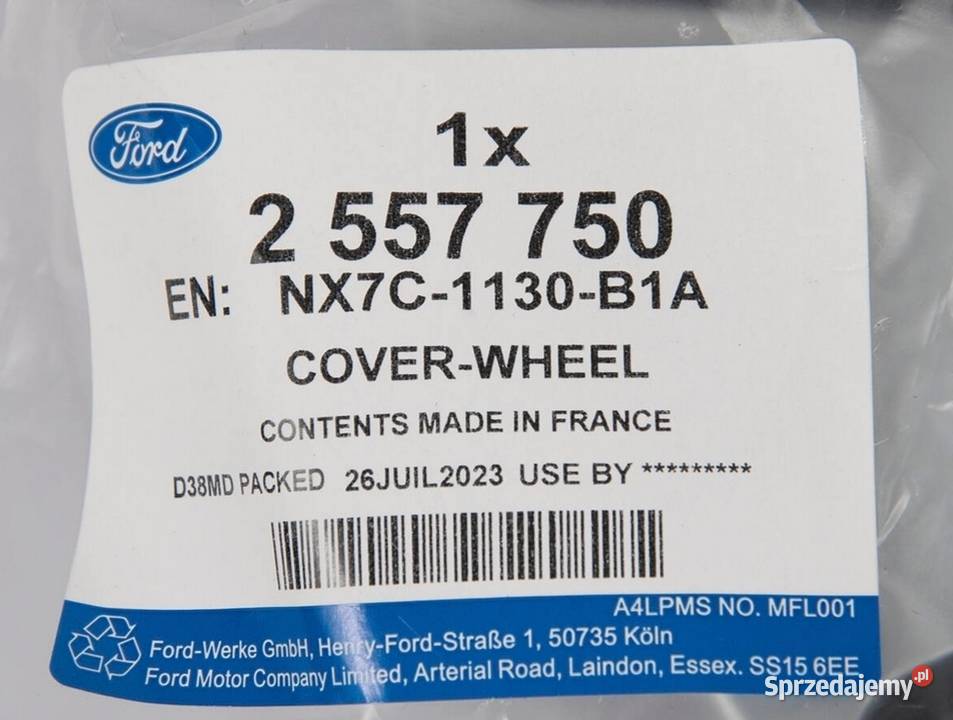 Ford
1x
2 557 750
EN: NX7C-1130-B1A
COVER-WHEEL
CONTENTS MADE IN FRANCE
D38MD PACKED 26JUIL2023 USE BY *********
A4LPMS NO. MFL001
Ford-Werke GmbH, Henry-Ford-Straße 1, 50735 Köln
Ford Motor Company Limited, Arterial Road, Laindon, Essex. SS15 6EE
Sprzedajemy.pl